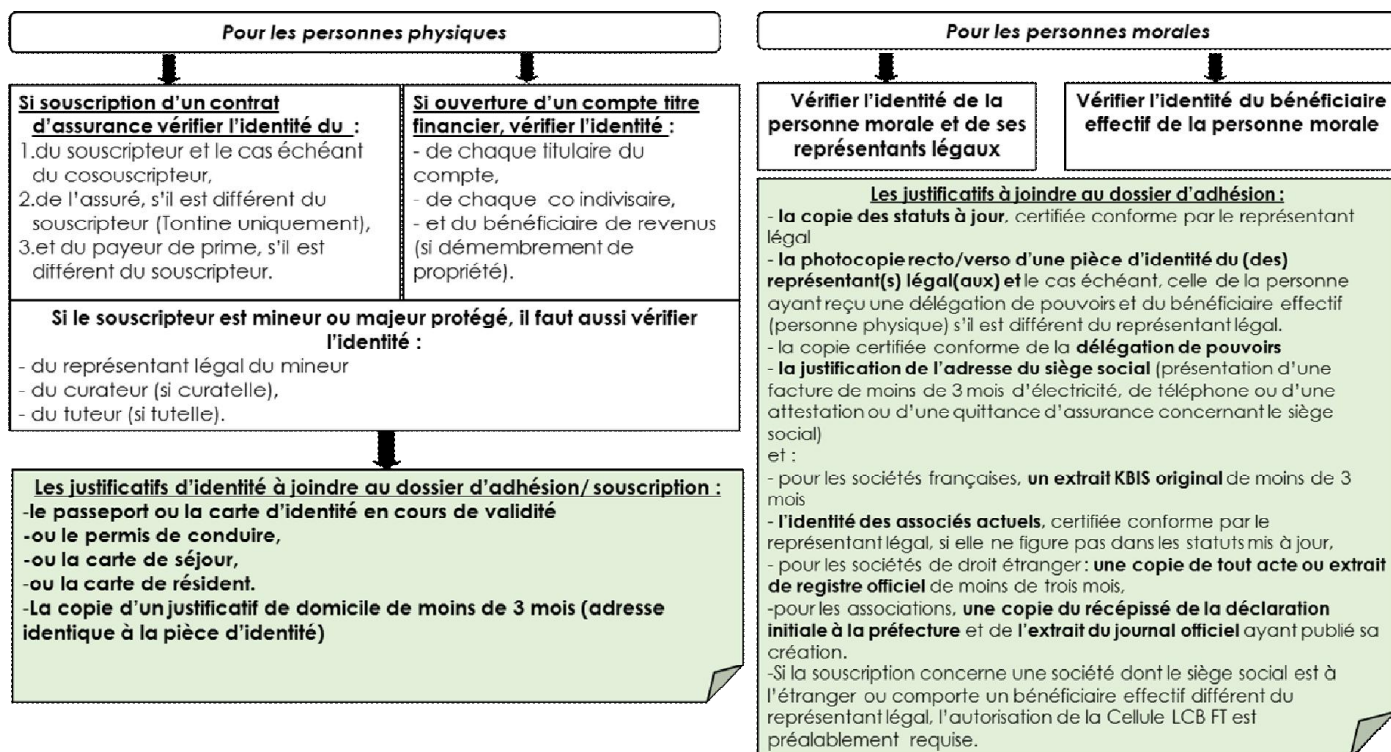 Pour les personnes physiques
Si souscription d'un contrat
d'assurance vérifier l'identité du :
1.du souscripteur et le cas échéant
du cosouscripteur,
2.de l'assuré, s'il est différent du
souscripteur (Tontine uniquement),
3.et du payeur de prime, s'il est
différent du souscripteur.
Si ouverture d'un compte titre
financier, vérifier l'identité :
- de chaque titulaire du
compte,
- de chaque co indivisaire,
- et du bénéficiaire de revenus
(si démembrement de
propriété).
Si le souscripteur est mineur ou majeur protégé, il faut aussi vérifier
l'identité :
- du représentant légal du mineur
- du curateur (si curatelle),
- du tuteur (si tutelle).
Les justificatifs d'identité à joindre au dossier d'adhésion/ souscription :
-le passeport ou la carte d'identité en cours de validité
-ou le permis de conduire,
-ou la carte de séjour,
-ou la carte de résident.
-La copie d'un justificatif de domicile de moins de 3 mois (adresse
identique à la pièce d'identité)
Pour les personnes morales
Vérifier l'identité de la
personne morale et de ses
représentants légaux
Vérifier l'identité du bénéficiaire
effectif de la personne morale
Les justificatifs à joindre au dossier d'adhésion :
- la copie des statuts à jour, certifiée conforme par le représentant
légal
- la photocopie recto/verso d'une pièce d'identité du (des)
représentant(s) légal(aux) et le cas échéant, celle de la personne
ayant reçu une délégation de pouvoirs et du bénéficiaire effectif
(personne physique) s'il est différent du représentant légal.
- la copie certifiée conforme de la délégation de pouvoirs
- la justification de l'adresse du siège social (présentation d'une
facture de moins de 3 mois d'électricité, de téléphone ou d'une
attestation ou d'une quittance d'assurance concernant le siège
social)
et :
- pour les sociétés françaises, un extrait KBIS original de moins de 3
mois
- l'identité des associés actuels, certifiée conforme par le
représentant légal, si elle ne figure pas dans les statuts mis à jour,
- pour les sociétés de droit étranger : une copie de tout acte ou extrait
de registre officiel de moins de trois mois,
-pour les associations, une copie du récépissé de la déclaration
initiale à la préfecture et de l'extrait du journal officiel ayant publié sa
création.
-Si la souscription concerne une société dont le siège social est à
l'étranger ou comporte un bénéficiaire effectif différent du
représentant légal, l'autorisation de la Cellule LCB FT est
préalablement requise.